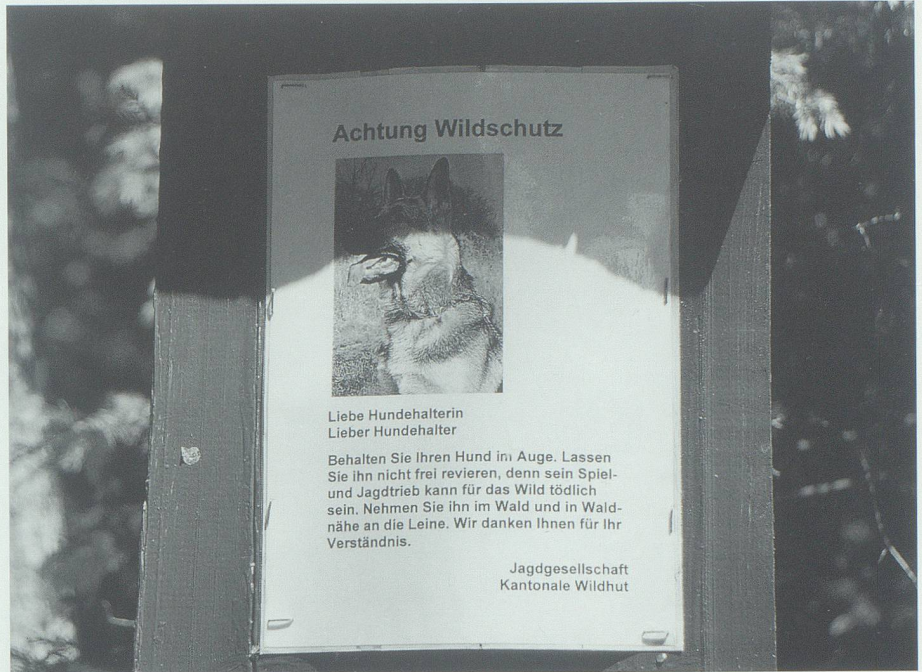 Achtung Wildschutz
Liebe Hundehalterin
Lieber Hundehalter
Behalten Sie Ihren Hund im Auge. Lassen
Sie ihn nicht frei revieren, denn sein Spiel-
und Jagdtrieb kann für das Wild tödlich
sein. Nehmen Sie ihn im Wald und in Wald-
nähe an die Leine. Wir danken Ihnen für Ihr
Verständnis.
Jagdgesellschaft
Kantonale Wildhut